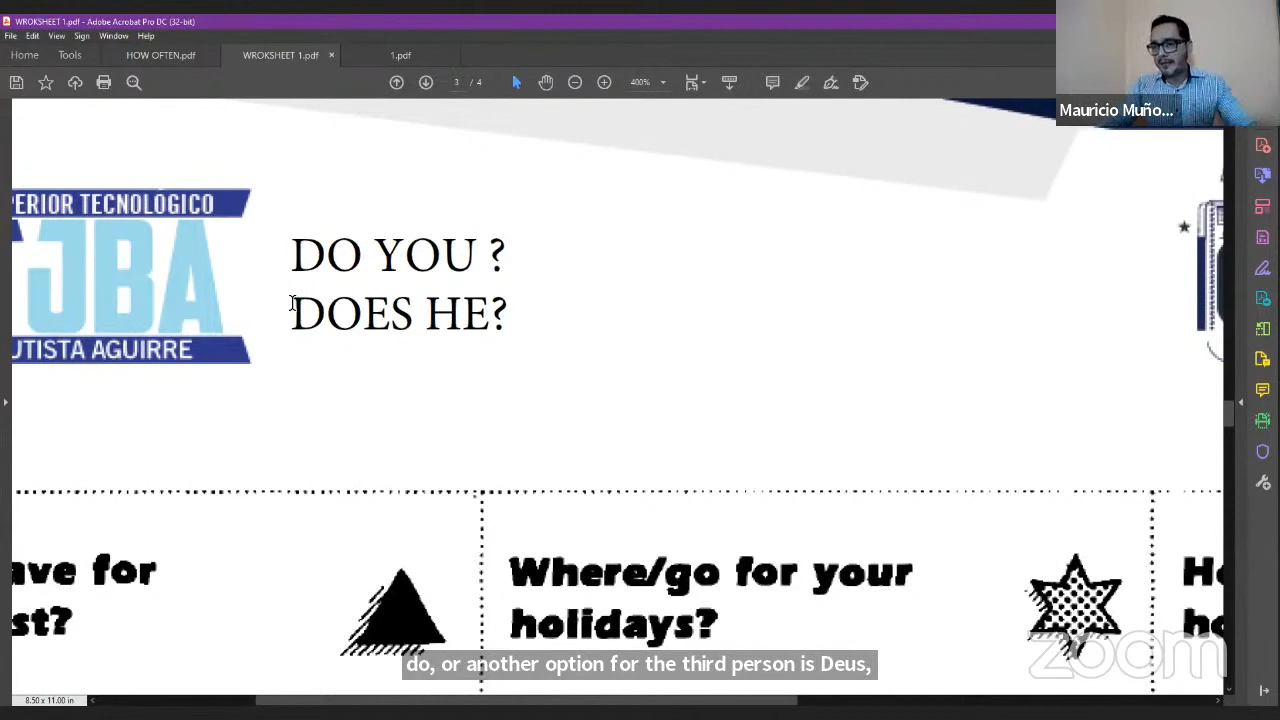 WROKSHEET 1.pdf - Adobe Acrobat Pro DC (32-bit)
File Edit View Sign Window Help
Home Tools HOW OFTEN.pdf WROKSHEET 1.pdf × 1.pdf
3 / 4 400%
Mauricio Muño...
PERIOR TECNOLÓGICO
JBA
UTISTA AGUIRRE
DO YOU ?
DOES HE?
ave for
st?
Where/go for your
holidays?
do, or another option for the third person is Deus,
zoom
8.50 x 11.00 in